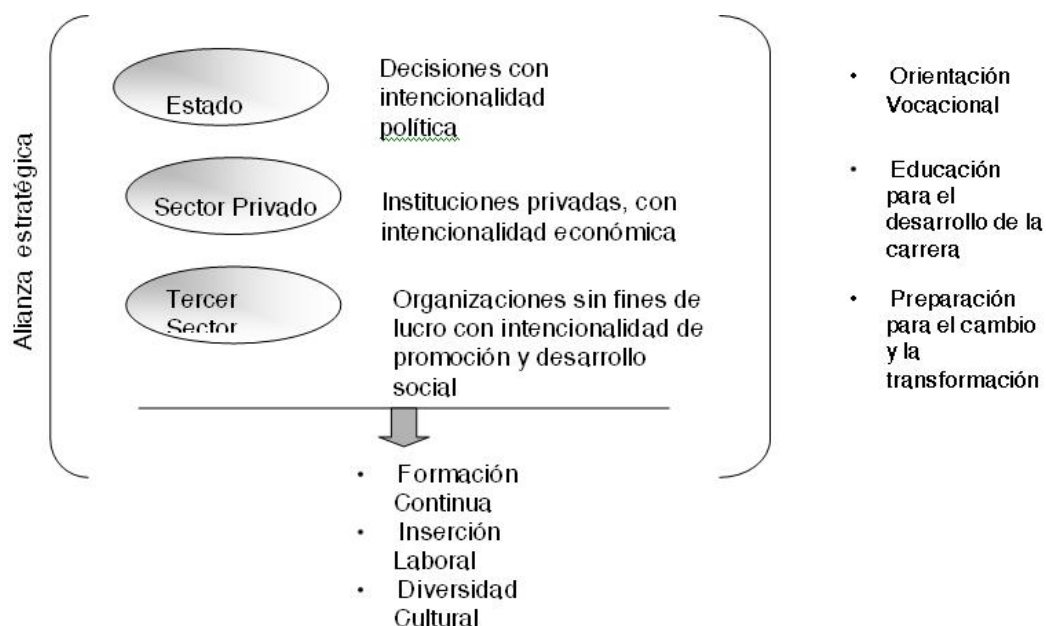 Alianza estratégica
Estado
Decisiones con
intencionalidad
política
Sector Privado
Instituciones privadas, con
intencionalidad económica
Tercer
Sector
Organizaciones sin fines de
lucro con intencionalidad de
promoción y desarrollo
social
• Formación
Continua
• Inserción
Laboral
• Diversidad
Cultural
• Orientación
Vocacional
• Educación
para el
desarrollo de la
carrera
• Preparación
para el cambio
y la
transformación